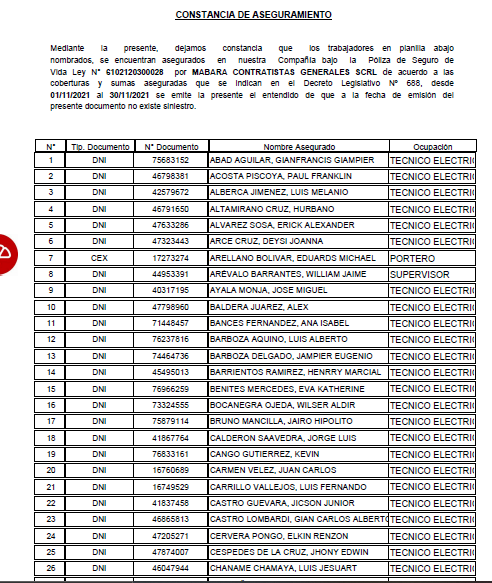 CONSTANCIA DE ASEGURAMIENTO
Mediante la presente, dejamos constancia que los trabajadores en planilla abajo
nombrados, se encuentran asegurados en nuestra Compañía bajo la Póliza de Seguro de
Vida Ley N° 6102120300028 por MABARA CONTRATISTAS GENERALES SCRL de acuerdo a las
coberturas y sumas aseguradas que se indican en el Decreto Legislativo Nº 688, desde
01/11/2021 al 30/11/2021 se emite la presente el entendido de que a la fecha de emisión del
presente documento no existe siniestro.
N° Tip. Documento N° Documento Nombre Asegurado Ocupación
1 DNI 75683152 ABAD AGUILAR, GIANFRANCIS GIAMPIER TECNICO ELECTRI
2 DNI 46798381 ACOSTA PISCOYA, PAUL FRANKLIN TECNICO ELECTRI
3 DNI 42579672 ALBERCA JIMENEZ, LUIS MELANIO TECNICO ELECTRI
4 DNI 46791650 ALTAMIRANO CRUZ, HURBANO TECNICO ELECTRI
5 DNI 47633286 ALVAREZ SOSA, ERICK ALEXANDER TECNICO ELECTRI
6 DNI 47323443 ARCE CRUZ, DEYSI JOANNA TECNICO ELECTRI
7 CEX 17273274 ARELLANO BOLIVAR, EDUARDS MICHAEL PORTERO
8 DNI 44953391 AREVALO BARRANTES, WILLIAM JAIME SUPERVISOR
9 DNI 40317195 AYALA MONJA, JOSE MIGUEL TECNICO ELECTRI
10 DNI 47798960 BALDERA JUAREZ, ALEX TECNICO ELECTRI
11 DNI 71448457 BANCES FERNANDEZ, ANA ISABEL TECNICO ELECTRI
12 DNI 76237816 BARBOZA AQUINO, LUIS ALBERTO TECNICO ELECTRI
13 DNI 74464736 BARBOZA DELGADO, JAMPIER EUGENIO TECNICO ELECTRI
14 DNI 45495013 BARRIENTOS RAMIREZ, HENRRY MARCIAL TECNICO ELECTRI
15 DNI 76966259 BENITES MERCEDES, EVA KATHERINE TECNICO ELECTRI
16 DNI 73324555 BOCANEGRA OJEDA, WILSER ALDIR TECNICO ELECTRI
17 DNI 75879114 BRUNO MANCILLA, JAIRO HIPOLITO TECNICO ELECTRI
18 DNI 41867764 CALDERON SAAVEDRA, JORGE LUIS TECNICO ELECTRI
19 DNI 76833161 CANGO GUTIERREZ, KEVIN TECNICO ELECTRI
20 DNI 16760689 CARMEN VELEZ, JUAN CARLOS TECNICO ELECTRI
21 DNI 16749529 CARRILLO VALLEJOS, LUIS FERNANDO TECNICO ELECTRI
22 DNI 41837458 CASTRO GUEVARA, JICSON JUNIOR TECNICO ELECTRI
23 DNI 46865813 CASTRO LOMBARDI, GIAN CARLOS ALBERTO TECNICO ELECTRI
24 DNI 47205271 CERVERA PONGO, ELKIN RENZON TECNICO ELECTRI
25 DNI 47874007 CESPEDES DE LA CRUZ, JHONY EDWIN TECNICO ELECTRI
26 DNI 46047944 CHANAME CHAMAYA, LUIS JESUART TECNICO ELECTRI